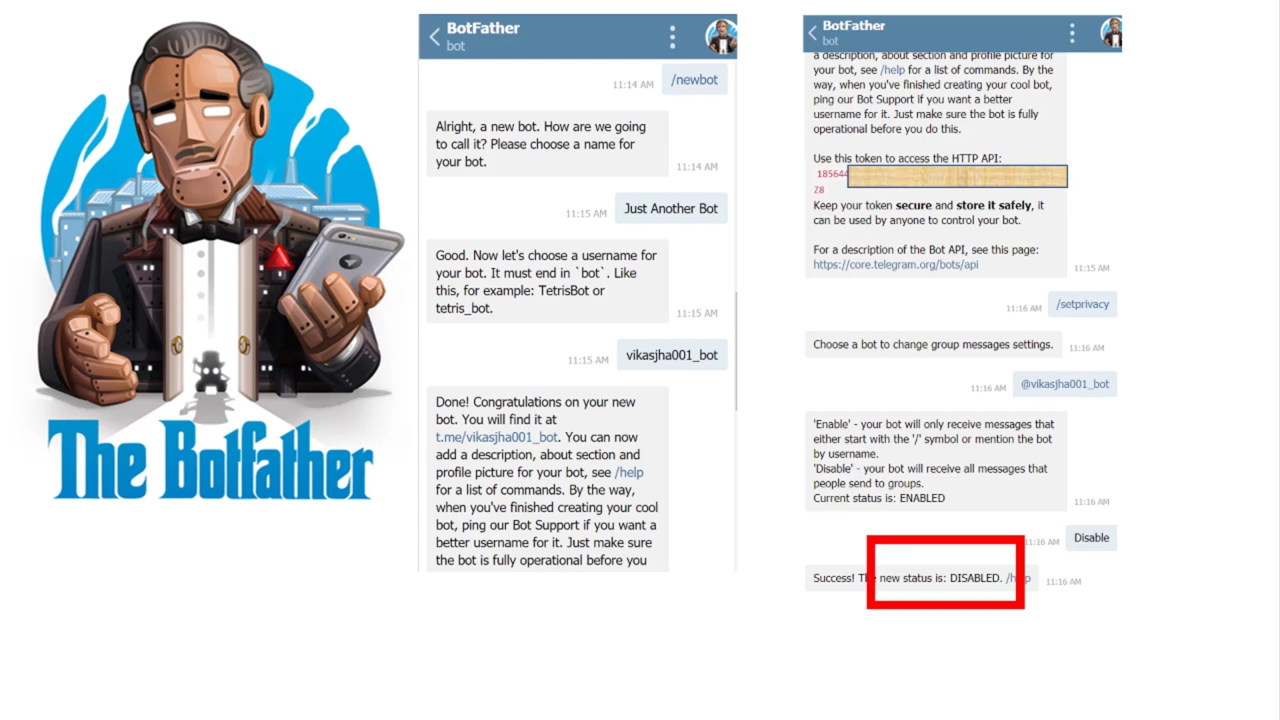 The Botfather
BotFather
bot
/newbot
11:14 AM
Alright, a new bot. How are we going
to call it? Please choose a name for
your bot.
11:14 AM
Just Another Bot
11:15 AM
Good. Now let's choose a username for
your bot. It must end in `bot`. Like
this, for example: TetrisBot or
tetris_bot.
11:15 AM
vikasjha001_bot
11:15 AM
Done! Congratulations on your new
bot. You will find it at
t.me/vikasjha001_bot. You can now
add a description, about section and
profile picture for your bot, see /help
for a list of commands. By the way,
when you've finished creating your cool
bot, ping our Bot Support if you want a
better username for it. Just make sure
the bot is fully operational before you
BotFather
bot
a description, about section and profile picture for
your bot, see /help for a list of commands. By the
way, when you've finished creating your cool bot,
ping our Bot Support if you want a better
username for it. Just make sure the bot is fully
operational before you do this.
Use this token to access the HTTP API:
185644
Z8
Keep your token secure and store it safely, it
can be used by anyone to control your bot.
For a description of the Bot API, see this page:
https://core.telegram.org/bots/api
11:15 AM
/setprivacy
11:16 AM
Choose a bot to change group messages settings.
11:16 AM
@vikasjha001_bot
11:16 AM
'Enable' - your bot will only receive messages that
either start with the '/' symbol or mention the bot
by username.
'Disable' - your bot will receive all messages that
people send to groups.
Current status is: ENABLED
11:16 AM
Disable
11:16 AM
Success! The new status is: DISABLED. /help
11:16 AM